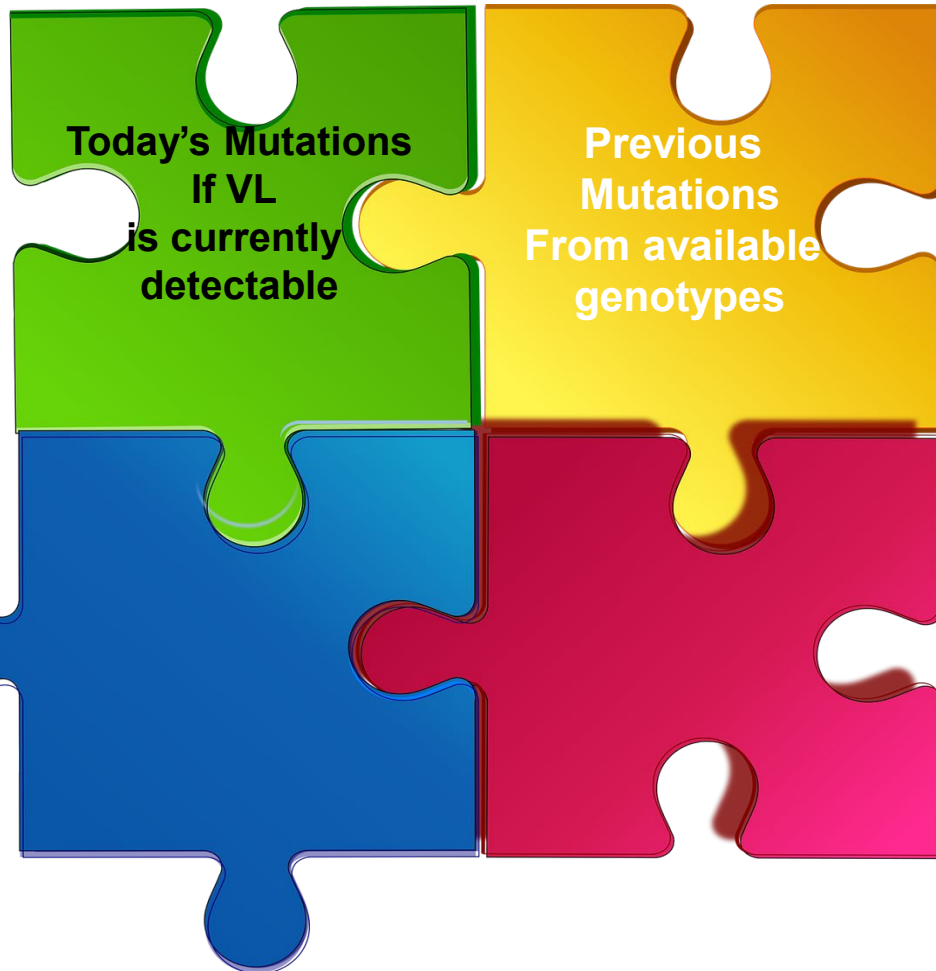 Today’s Mutations
If VL
is currently
detectable
Previous
Mutations
From available
genotypes